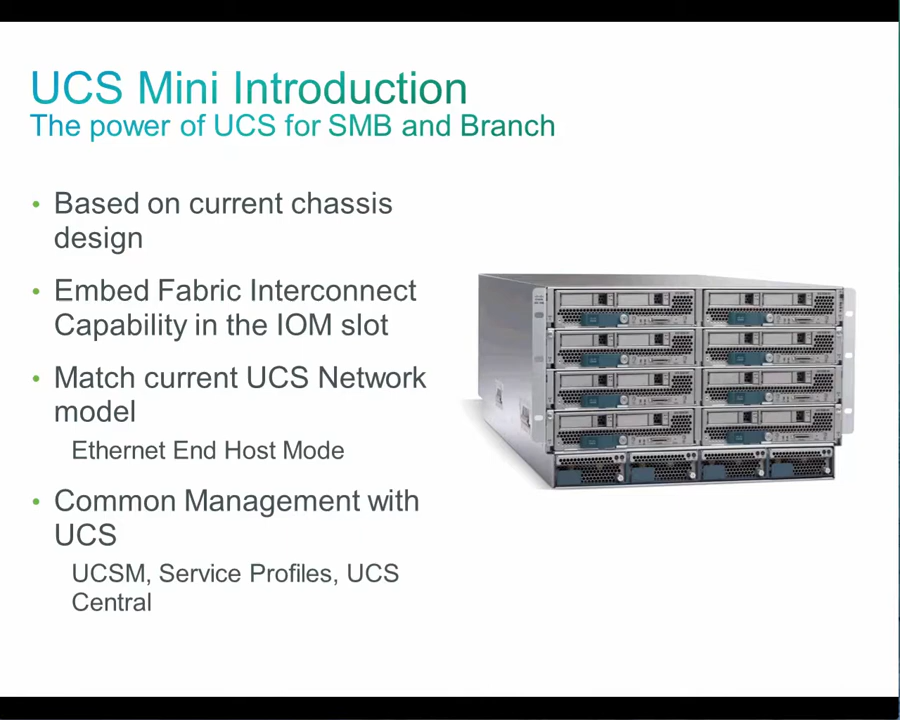 UCS Mini Introduction
The power of UCS for SMB and Branch
• Based on current chassis
design
• Embed Fabric Interconnect
Capability in the IOM slot
• Match current UCS Network
model
Ethernet End Host Mode
• Common Management with
UCS
UCSM, Service Profiles, UCS
Central